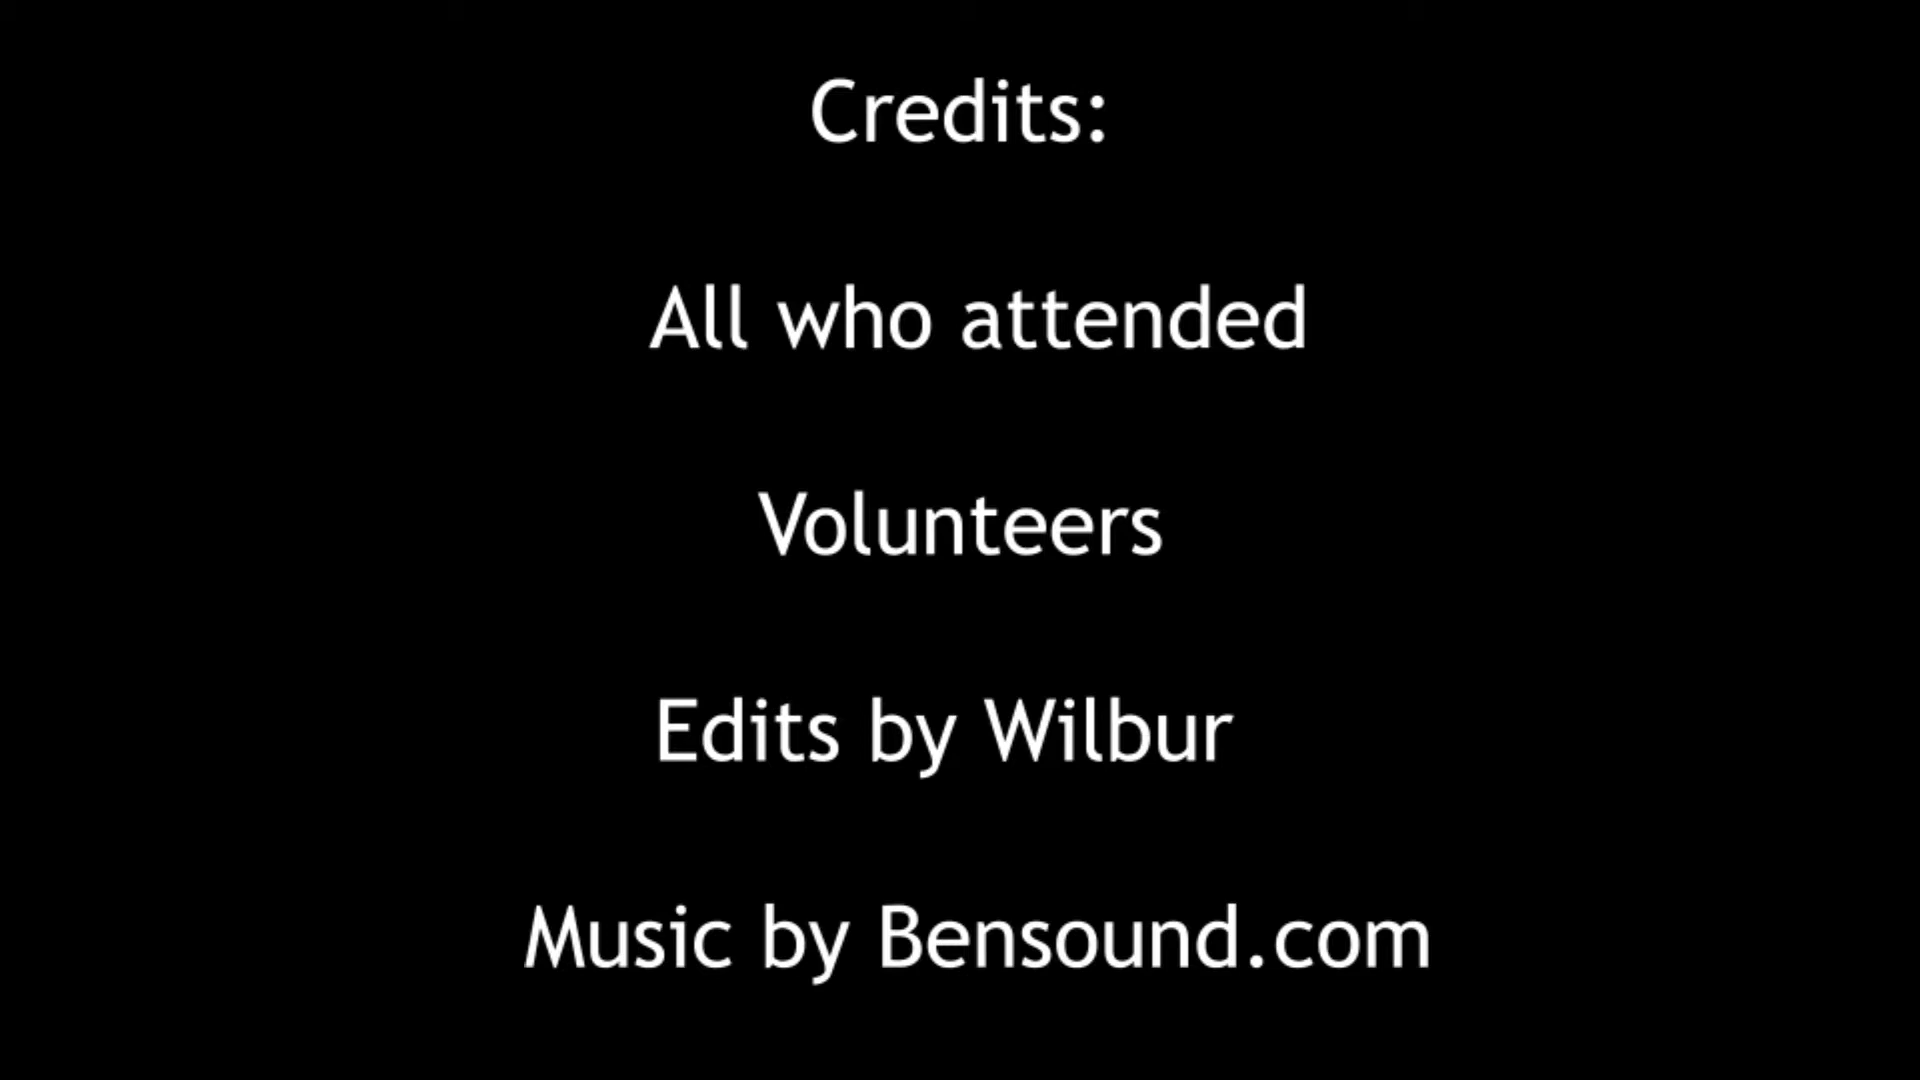 Credits:
All who attended
Volunteers
Edits by Wilbur
Music by Bensound.com